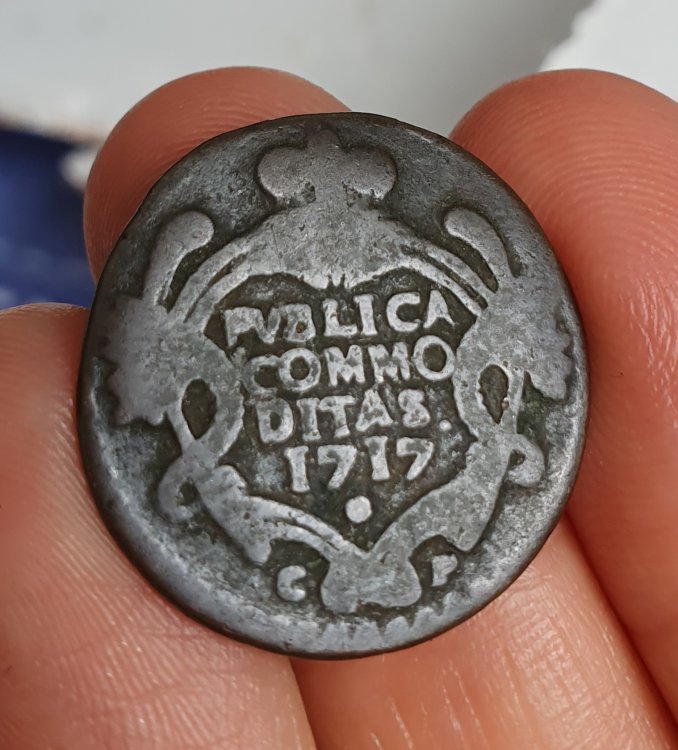 PVBLICA
COMMO
DITAS.
1717
C P